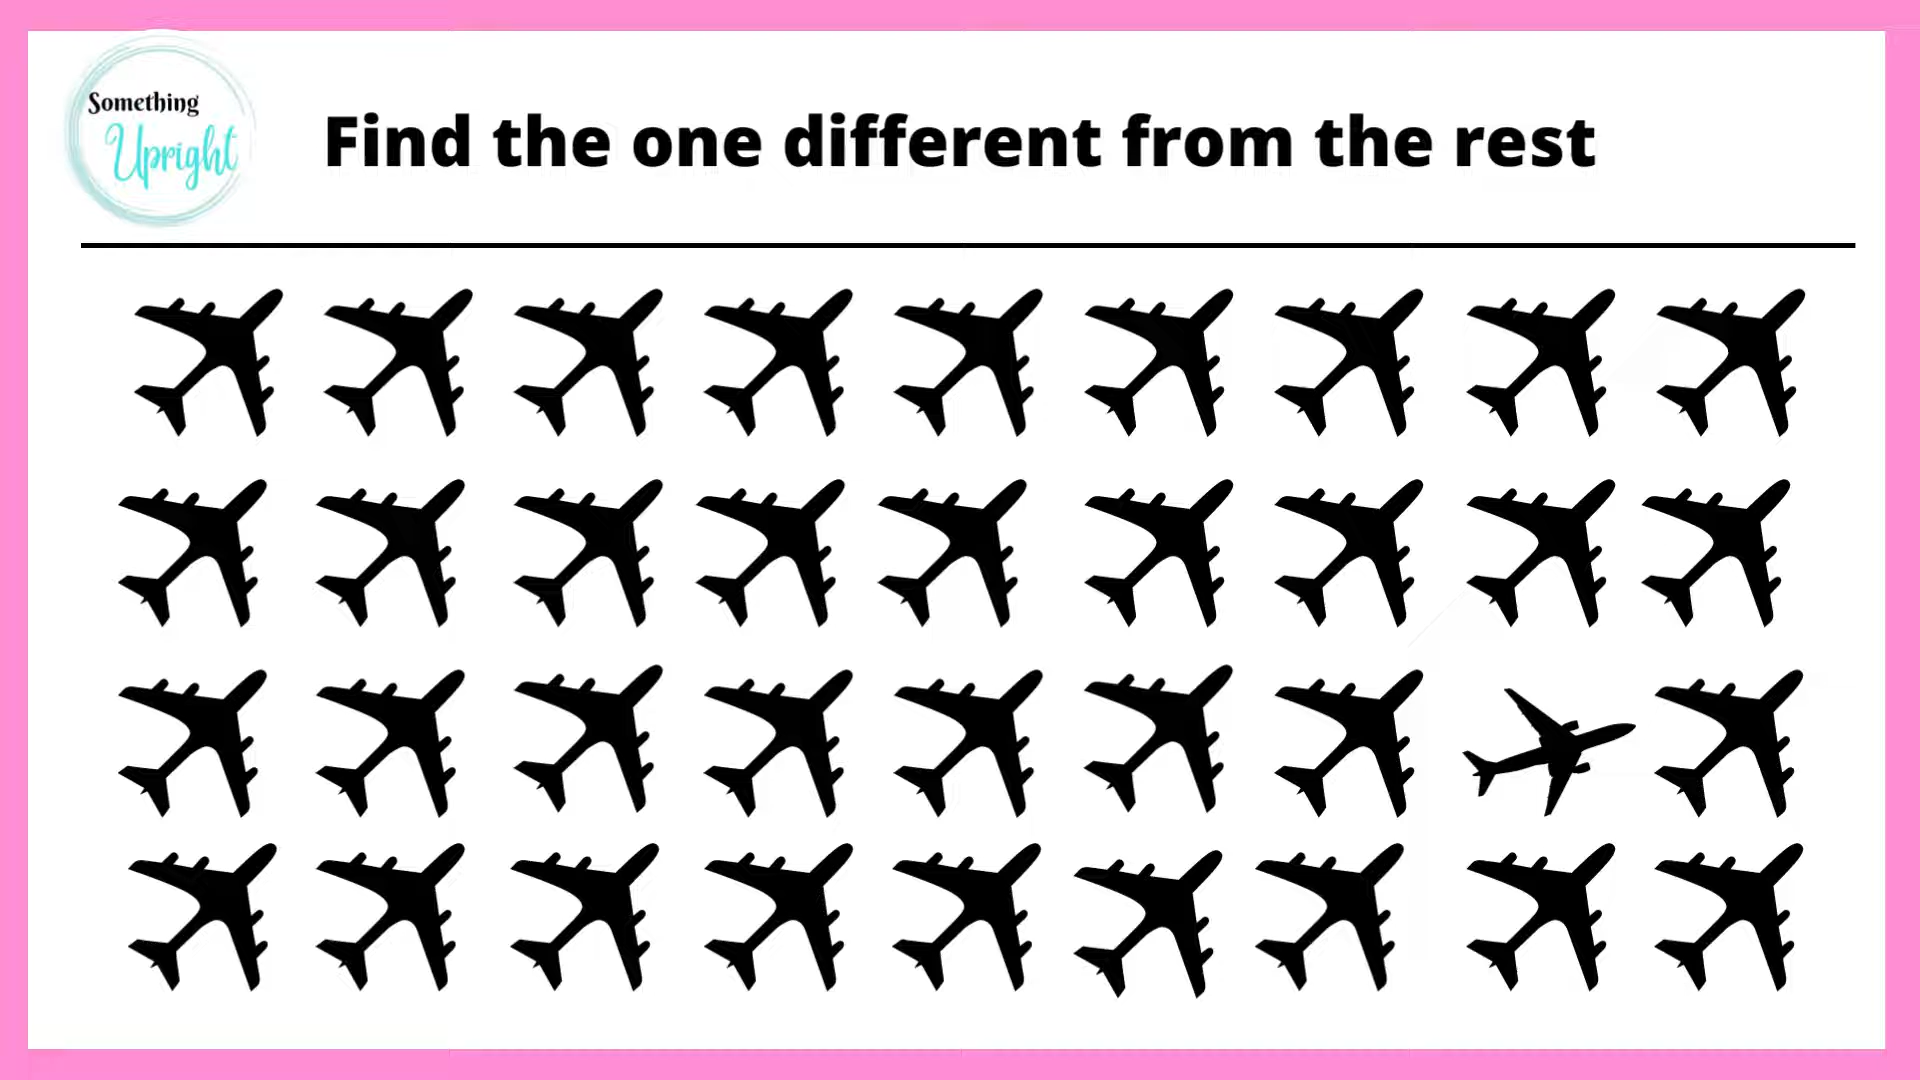 Something
Upright
Find the one different from the rest